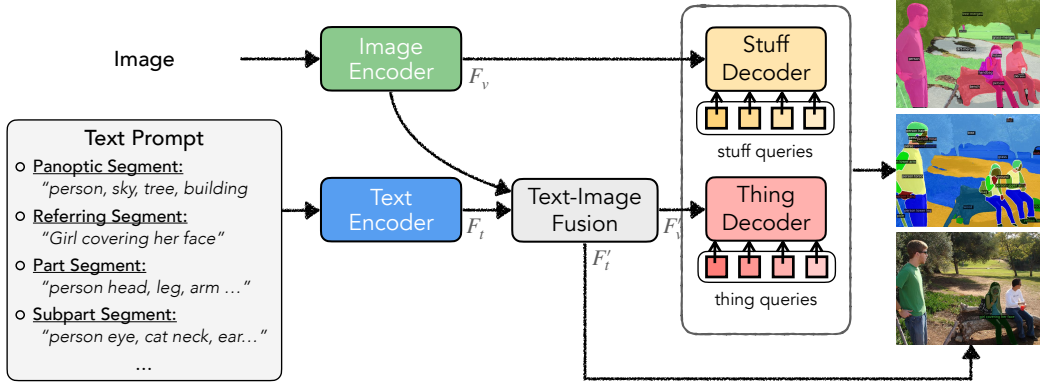 Image
Image
Encoder
F_v
Stuff
Decoder
stuff queries
Text Prompt
Panoptic Segment:
“person, sky, tree, building
Referring Segment:
“Girl covering her face”
Part Segment:
“person head, leg, arm …”
Subpart Segment:
“person eye, cat neck, ear…”
...
Text
Encoder
F_t
Text-Image
Fusion
F'_v
F'_t
Thing
Decoder
thing queries